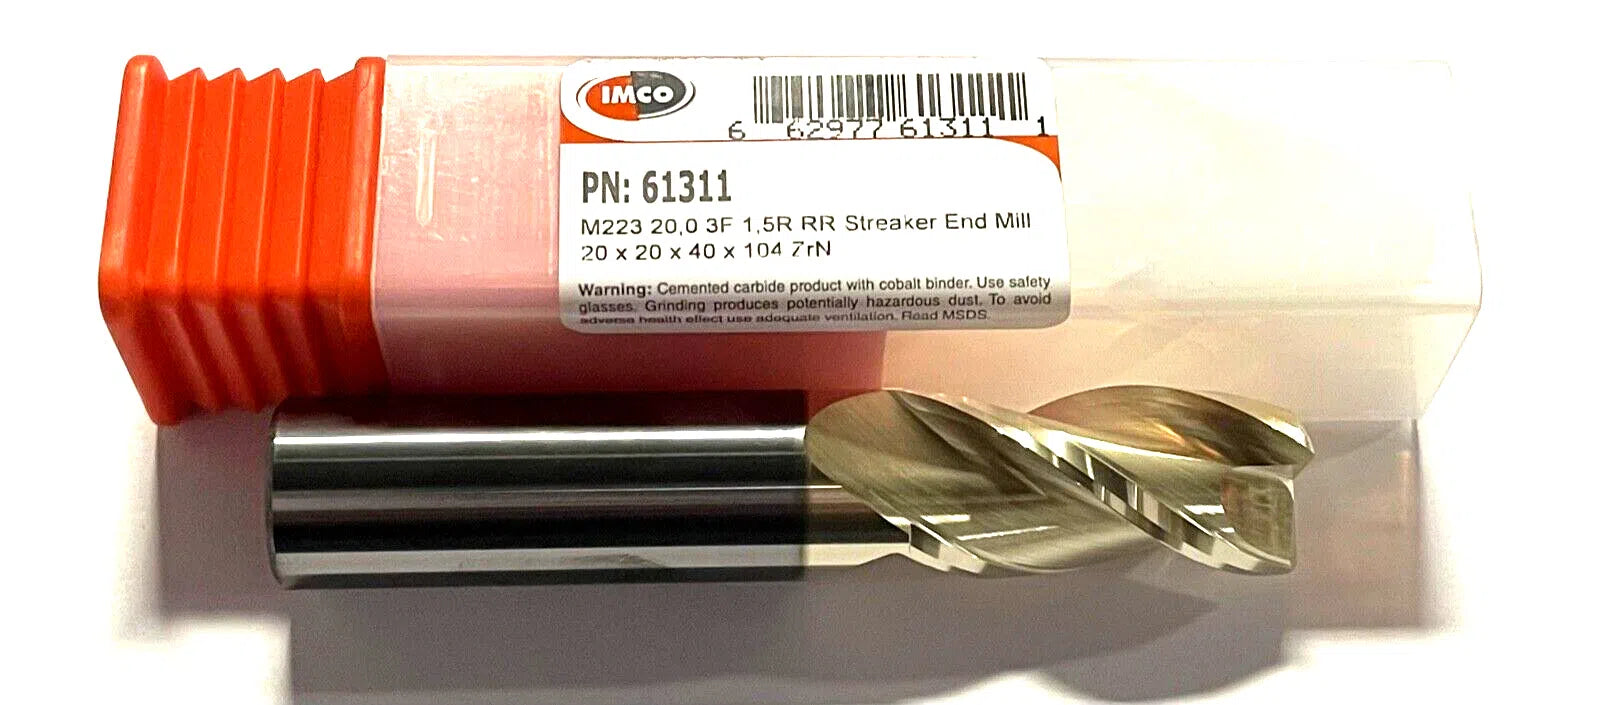 IMCO
6 62977 61311 1
PN: 61311
M223 20,0 3F 1,5R RR Streaker End Mill
20 x 20 x 40 x 104 ZrN
Warning: Cemented carbide product with cobalt binder. Use safety
glasses. Grinding produces potentially hazardous dust. To avoid
adverse health effect use adequate ventilation. Read MSDS.